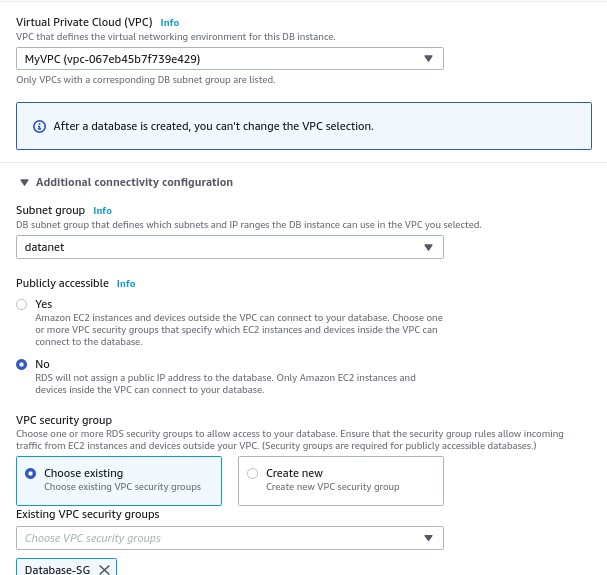 Virtual Private Cloud (VPC) Info
VPC that defines the virtual networking environment for this DB instance.
MyVPC (vpc-067eb45b7f739e429)
Only VPCs with a corresponding DB subnet group are listed.
After a database is created, you can't change the VPC selection.
Additional connectivity configuration
Subnet group Info
DB subnet group that defines which subnets and IP ranges the DB instance can use in the VPC you selected.
datanet
Publicly accessible Info
Yes
Amazon EC2 instances and devices outside the VPC can connect to your database. Choose one
or more VPC security groups that specify which EC2 instances and devices inside the VPC can
connect to the database.
No
RDS will not assign a public IP address to the database. Only Amazon EC2 instances and
devices inside the VPC can connect to your database.
VPC security group
Choose one or more RDS security groups to allow access to your database. Ensure that the security group rules allow incoming
traffic from EC2 instances and devices outside your VPC. (Security groups are required for publicly accessible databases.)
Choose existing
Choose existing VPC security groups
Create new
Create new VPC security group
Existing VPC security groups
Choose VPC security groups
Database-SG